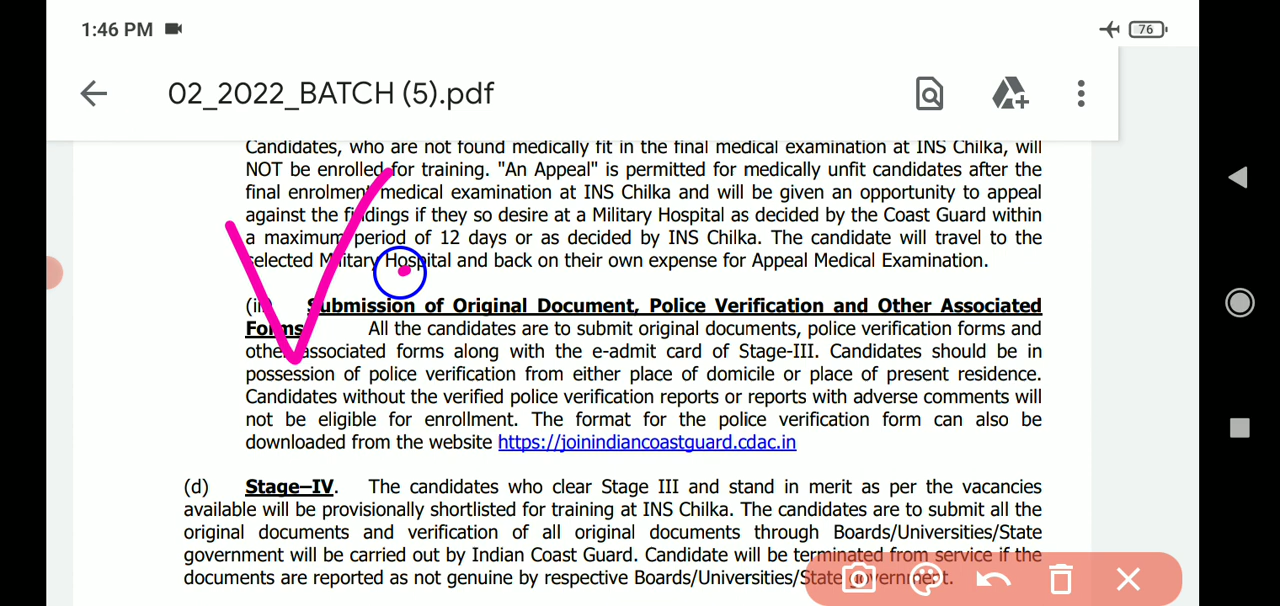 1:46 PM
76
02_2022_BATCH (5).pdf
Candidates, who are not found medically fit in the final medical examination at INS Chilka, will
NOT be enrolled for training. "An Appeal" is permitted for medically unfit candidates after the
final enrolment medical examination at INS Chilka and will be given an opportunity to appeal
against the findings if they so desire at a Military Hospital as decided by the Coast Guard within
a maximum period of 12 days or as decided by INS Chilka. The candidate will travel to the
selected Military Hospital and back on their own expense for Appeal Medical Examination.
Submission of Original Document, Police Verification and Other Associated
Forms. All the candidates are to submit original documents, police verification forms and
other associated forms along with the e-admit card of Stage-III. Candidates should be in
possession of police verification from either place of domicile or place of present residence.
Candidates without the verified police verification reports or reports with adverse comments will
not be eligible for enrollment. The format for the police verification form can also be
downloaded from the website https://joinindiancoastguard.cdac.in
(d) Stage–IV. The candidates who clear Stage III and stand in merit as per the vacancies
available will be provisionally shortlisted for training at INS Chilka. The candidates are to submit all the
original documents and verification of all original documents through Boards/Universities/State
government will be carried out by Indian Coast Guard. Candidate will be terminated from service if the
documents are reported as not genuine by respective Boards/Universities/State government.